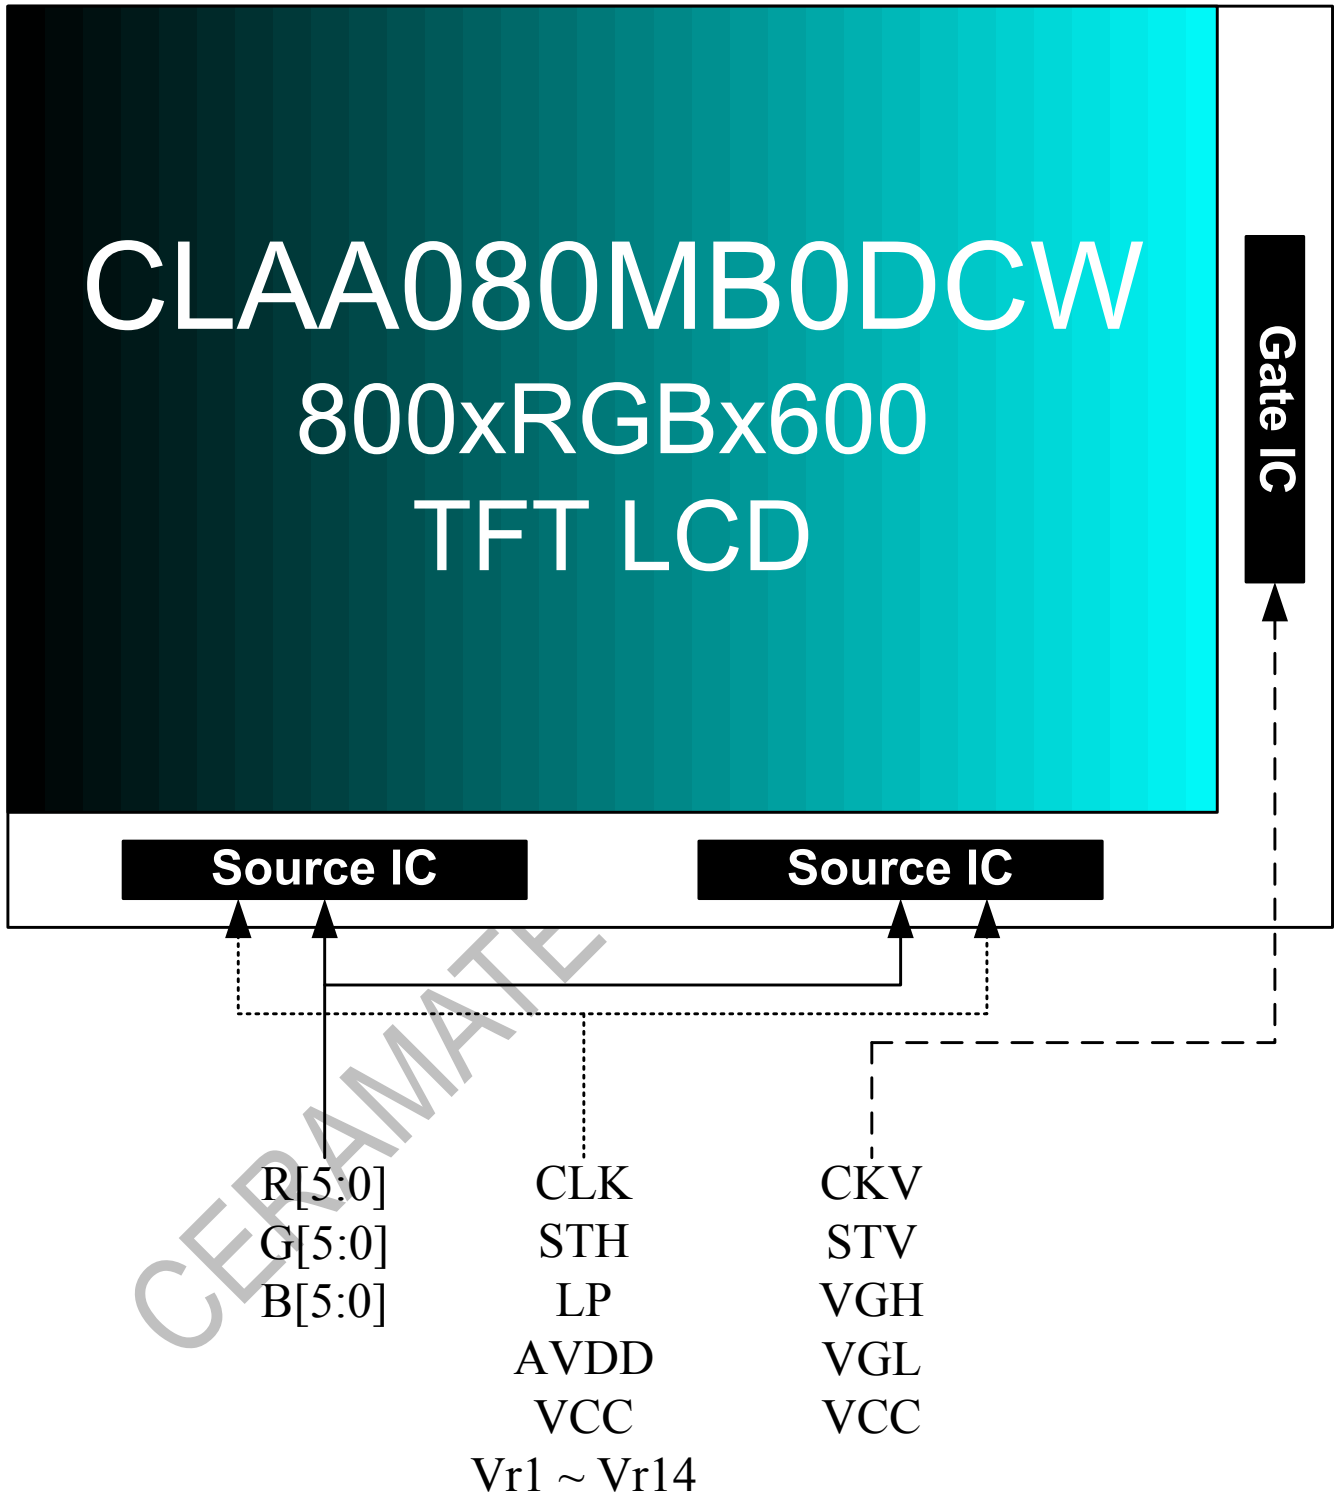 CLAA080MB0DCW
800xRGBx600
TFT LCD
Gate IC
Source IC
Source IC
CERAMATE
R[5:0]
G[5:0]
B[5:0]
CLK
STH
LP
AVDD
VCC
Vr1 ~ Vr14
CKV
STV
VGH
VGL
VCC